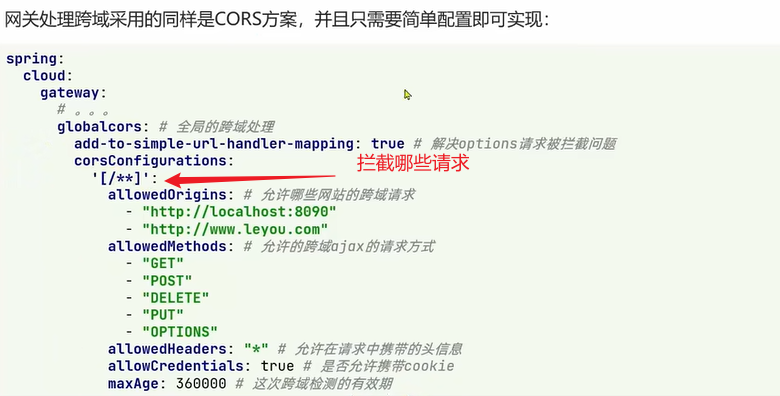 网关处理跨域采用的同样是CORS方案，并且只需要简单配置即可实现：
spring:
  cloud:
    gateway:
      # 。。。
      globalcors: # 全局的跨域处理
        add-to-simple-url-handler-mapping: true # 解决options请求被拦截问题
        corsConfigurations:
拦截哪些请求
          '[/**]':
            allowedOrigins: # 允许哪些网站的跨域请求
              - "http://localhost:8090"
              - "http://www.leyou.com"
            allowedMethods: # 允许的跨域ajax的请求方式
              - "GET"
              - "POST"
              - "DELETE"
              - "PUT"
              - "OPTIONS"
            allowedHeaders: "*" # 允许在请求中携带的头信息
            allowCredentials: true # 是否允许携带cookie
            maxAge: 360000 # 这次跨域检测的有效期